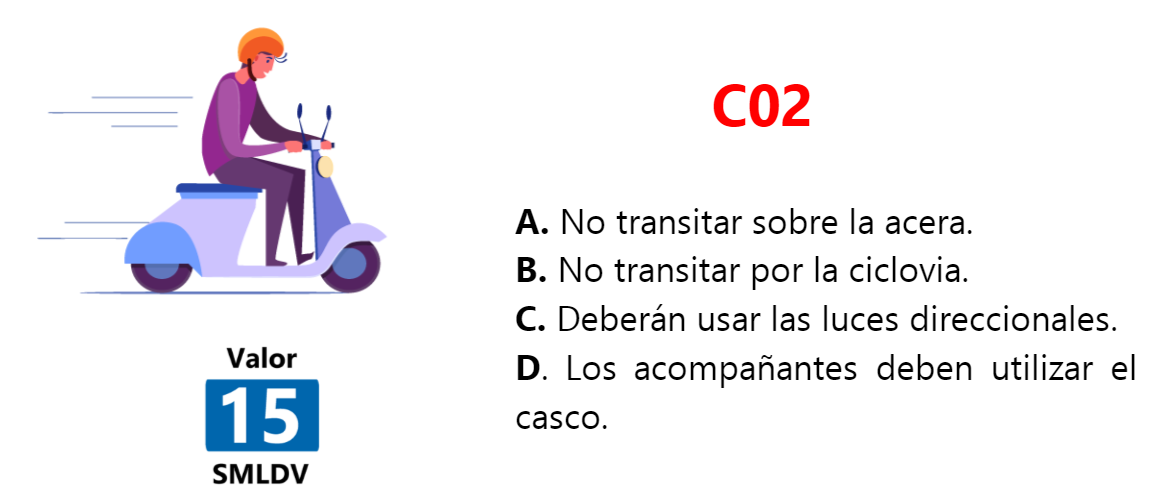 C02
A. No transitar sobre la acera.
B. No transitar por la ciclovia.
C. Deberán usar las luces direccionales.
D. Los acompañantes deben utilizar el
casco.
Valor
15
SMLDV